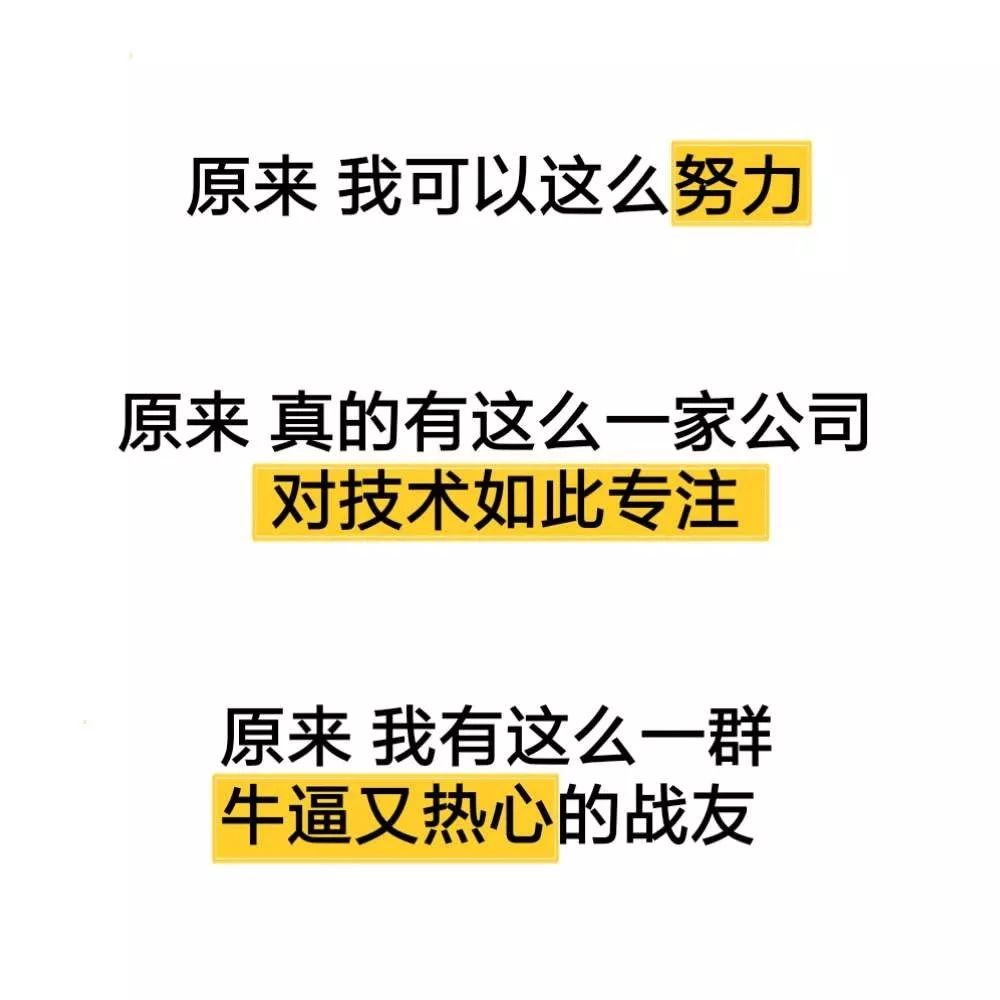 原来 我可以这么努力
原来 真的有这么一家公司
对技术如此专注
原来 我有这么一群
牛逼又热心的战友